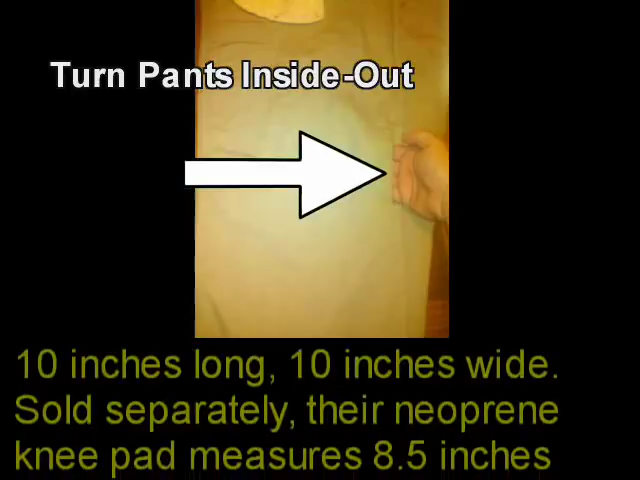 Turn Pants Inside-Out
10 inches long, 10 inches wide.
Sold separately, their neoprene
knee pad measures 8.5 inches